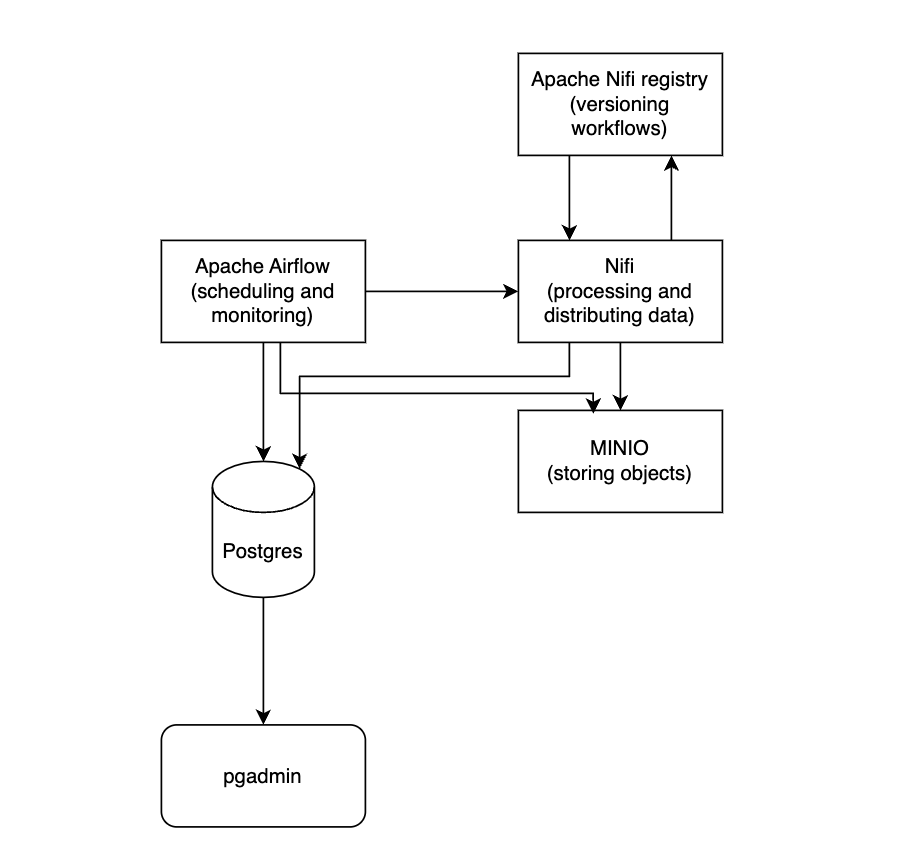 Apache Nifi registry
(versioning
workflows)
Apache Airflow
(scheduling and
monitoring)
Nifi
(processing and
distributing data)
MINIO
(storing objects)
Postgres
pgadmin